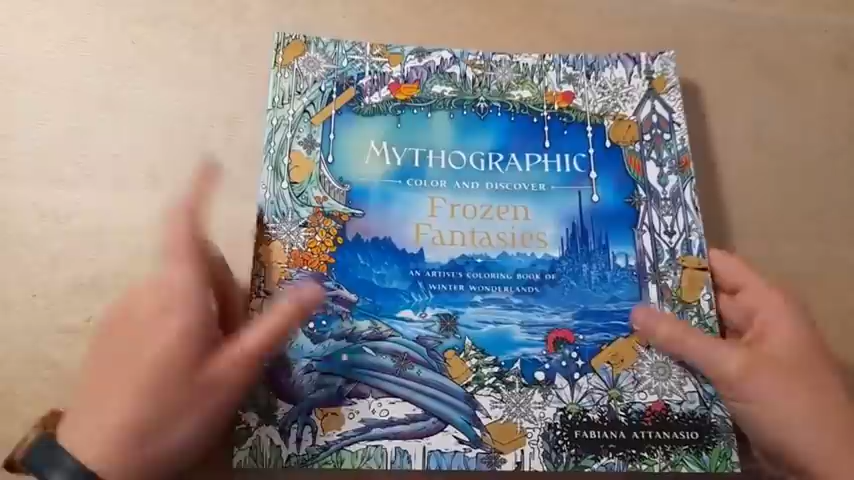 MYTHOGRAPHIC
COLOR AND DISCOVER
FROZEN
FANTASIES
AN ARTIST'S COLORING BOOK OF
WINTER WONDERLANDS
FABIANA ATTANASIO